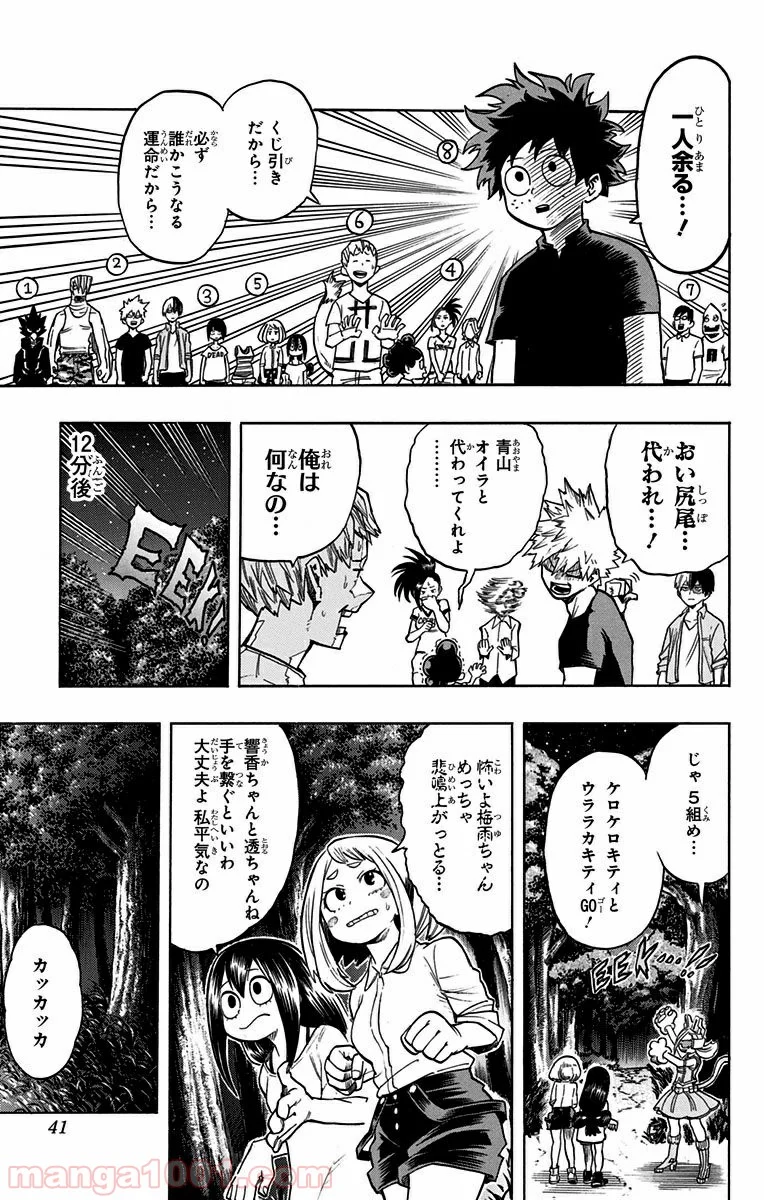 一人余る…！
くじ引き
だから…
必ず
誰かこうなる
運命だから…
①
②
③
⑤
⑥
④
⑧
⑦
おい尻尾…
代われ…！
青山
オイラと
代わってくれよ
俺は
何なの…
12分後
EEK
じゃ5組め…
ケロケロキティと
ウララカキティ
GO！
EEK…!!
怖いよ梅雨ちゃん
めっちゃ
悲鳴上がっとる…
響香ちゃんと透ちゃんね
手を繋ぐといいわ
大丈夫よ 私平気なの
カッカッカ
41
manga1001.com